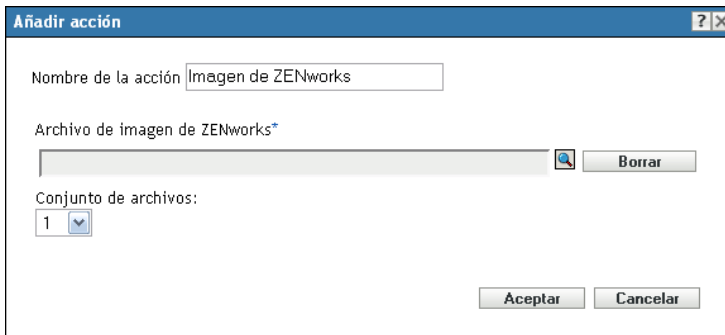 Añadir acción ?
Nombre de la acción Imagen de ZENworks
Archivo de imagen de ZENworks*
Borrar
Conjunto de archivos:
1
Aceptar Cancelar